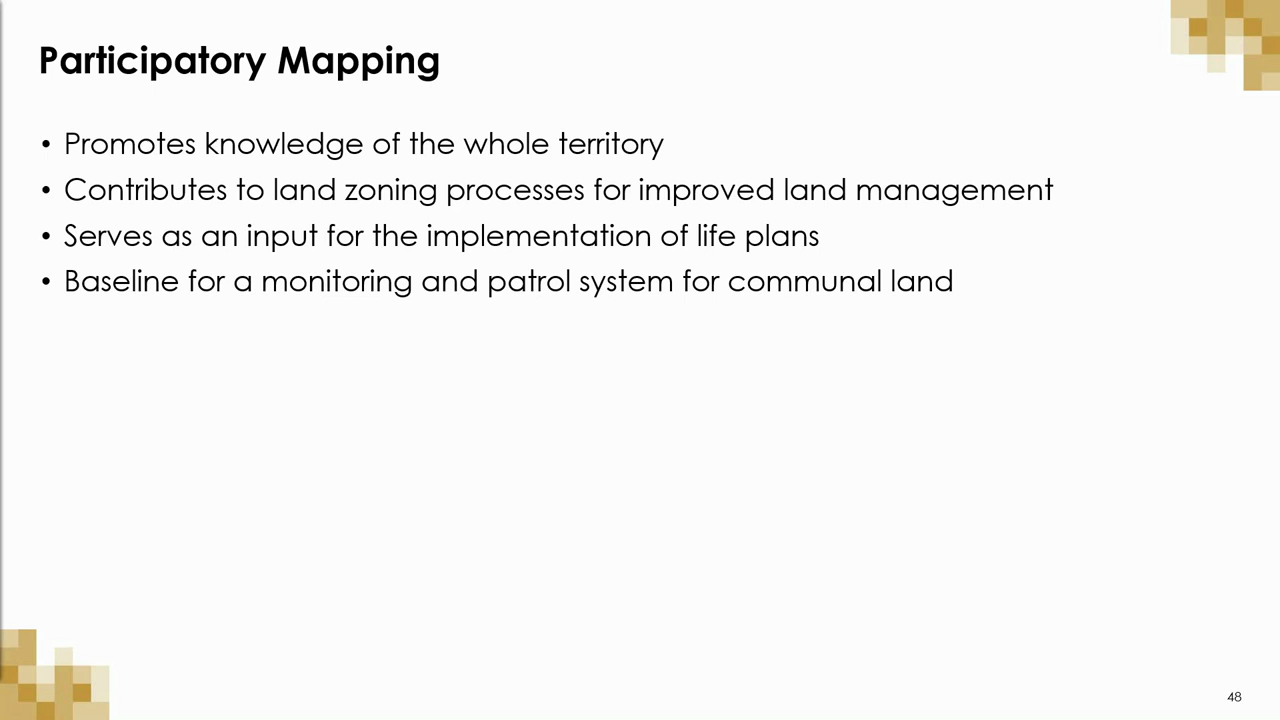 Participatory Mapping
• Promotes knowledge of the whole territory
• Contributes to land zoning processes for improved land management
• Serves as an input for the implementation of life plans
• Baseline for a monitoring and patrol system for communal land
48